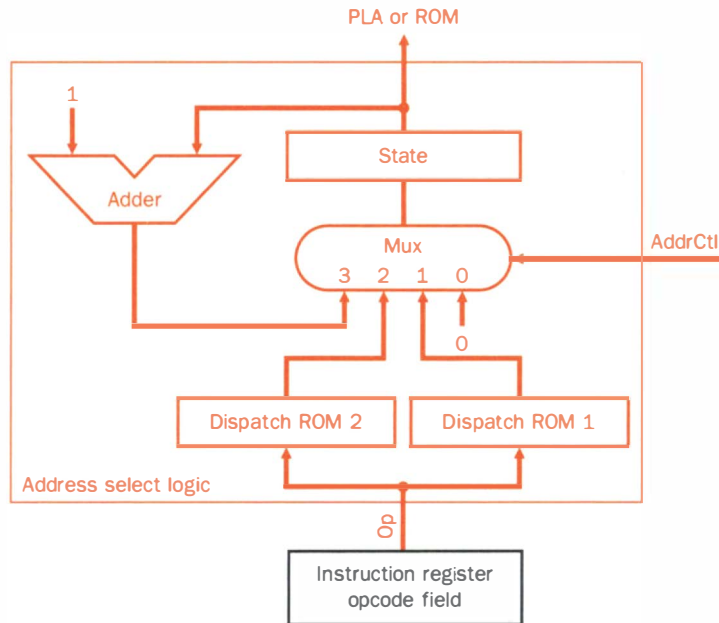 PLA or ROM
1
State
Adder
Mux
AddrCtl
3 2 1 0
0
Dispatch ROM 2
Dispatch ROM 1
Address select logic
Op
Instruction register
opcode field